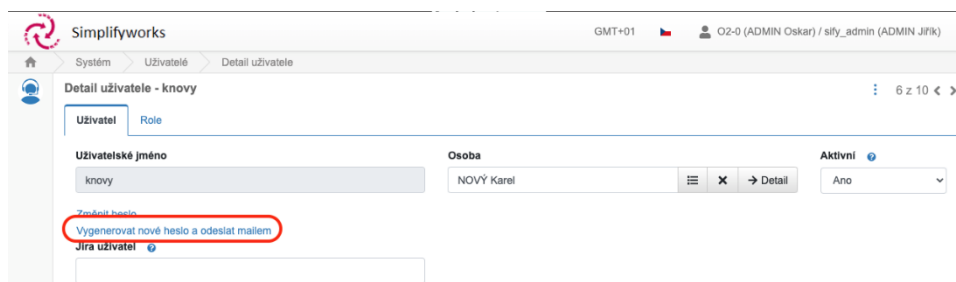 Simplifyworks GMT+01 O2-0 (ADMIN Oskar) / sify_admin (ADMIN Jiřík)
Systém Uživatelé Detail uživatele
Detail uživatele - knovy 6 z 10
Uživatel Role
Uživatelské jméno Osoba Aktivní
knovy NOVÝ Karel → Detail Ano
Změnit heslo
Vygenerovat nové heslo a odeslat mailem
Jira uživatel